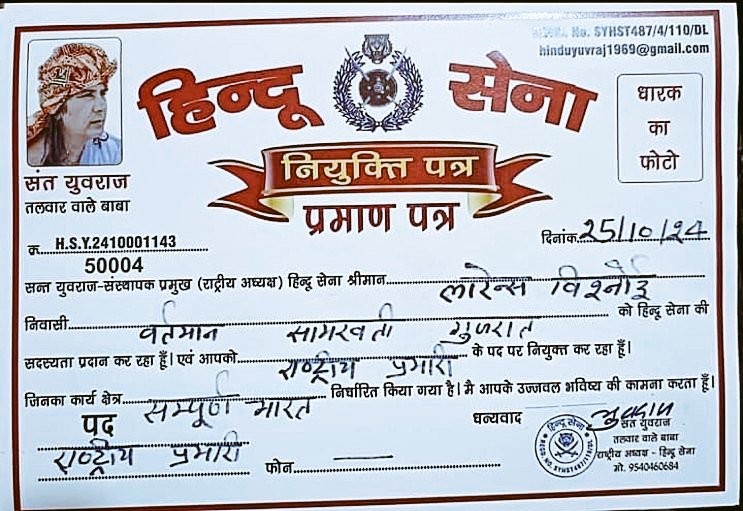 No. SYHST487/4/110/DL
hinduyuvraj1969@gmail.com
हिन्दू सेना
धारक
का
फोटो
नियुक्ति पत्र
प्रमाण पत्र
संत युवराज
तलवार वाले बाबा
क्र. H.S.Y.2410001143
दिनांक 25/10/24
50004
सन्त युवराज-संस्थापक प्रमुख (राष्ट्रीय अध्यक्ष) हिन्दू सेना श्रीमान लारेन्स विश्नोई
निवासी वर्तमान साबरवती गुजरात को हिन्दू सेना की
सदस्यता प्रदान कर रहा हूँ। एवं आपको राष्ट्रीय प्रभारी के पद पर नियुक्त कर रहा हूँ।
जिनका कार्य क्षेत्र सम्पूर्ण भारत निर्धारित किया गया है। मै आपके उज्जवल भविष्य की कामना करता हूँ।
पद
राष्ट्रीय प्रभारी
फोन
धन्यवाद
युवराज
हिन्दू सेना
संत युवराज
तलवार वाले बाबा
राष्ट्रीय अध्यक्ष - हिन्दू सेना
मो. 9540460684